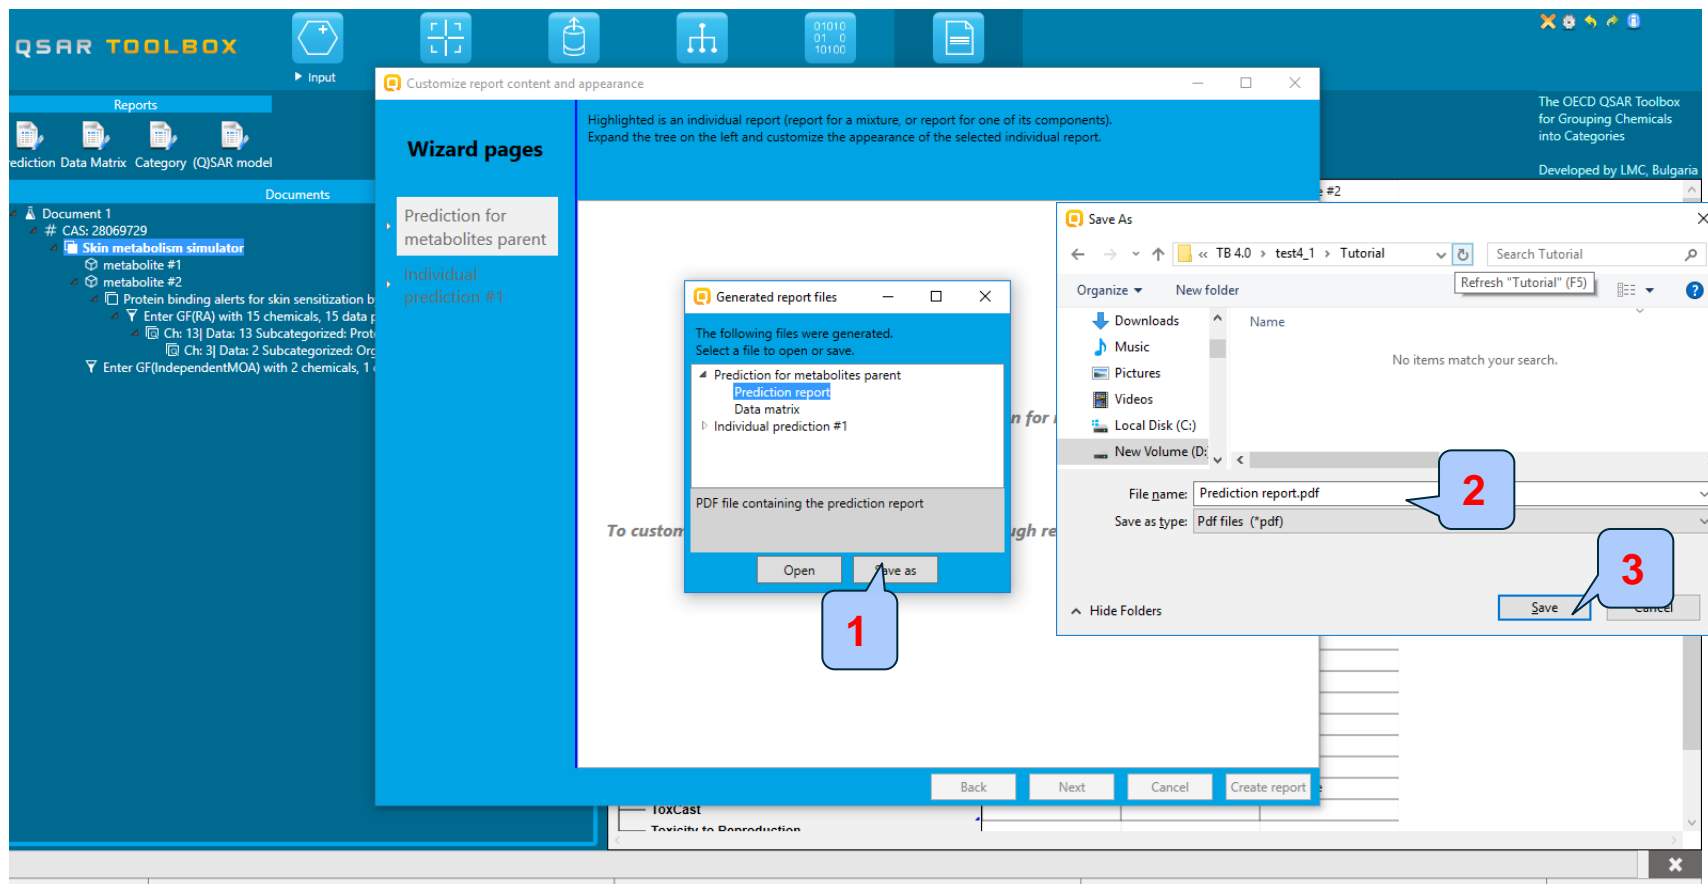 QSAR TOOLBOX
Input
01010
01 0
10100
The OECD QSAR Toolbox
for Grouping Chemicals
into Categories
Developed by LMC, Bulgaria
Reports
ediction Data Matrix Category (Q)SAR model
Documents
Document 1
# CAS: 28069729
Skin metabolism simulator
metabolite #1
metabolite #2
Protein binding alerts for skin sensitization b
Enter GF(RA) with 15 chemicals, 15 data p
Ch: 13| Data: 13 Subcategorized: Prote
Ch: 3| Data: 2 Subcategorized: Org
Enter GF(IndependentMOA) with 2 chemicals, 1
Customize report content and appearance
Wizard pages
Prediction for
metabolites parent
Individual
prediction #1
Highlighted is an individual report (report for a mixture, or report for one of its components).
Expand the tree on the left and customize the appearance of the selected individual report.
#2
n for
To custom
ugh re
Generated report files
The following files were generated.
Select a file to open or save.
Prediction for metabolites parent
Prediction report
Data matrix
Individual prediction #1
PDF file containing the prediction report
Open
Save as
1
Save As
« TB 4.0 > test4_1 > Tutorial
Search Tutorial
Organize
New folder
Refresh "Tutorial" (F5)
?
Downloads
Music
Pictures
Videos
Local Disk (C:)
New Volume (D:
Name
No items match your search.
File name: Prediction report.pdf
Save as type: Pdf files (*pdf)
2
3
Hide Folders
Save
Cancel
Back
Next
Cancel
Create report
ToxCast
Toxicity to Reproduction